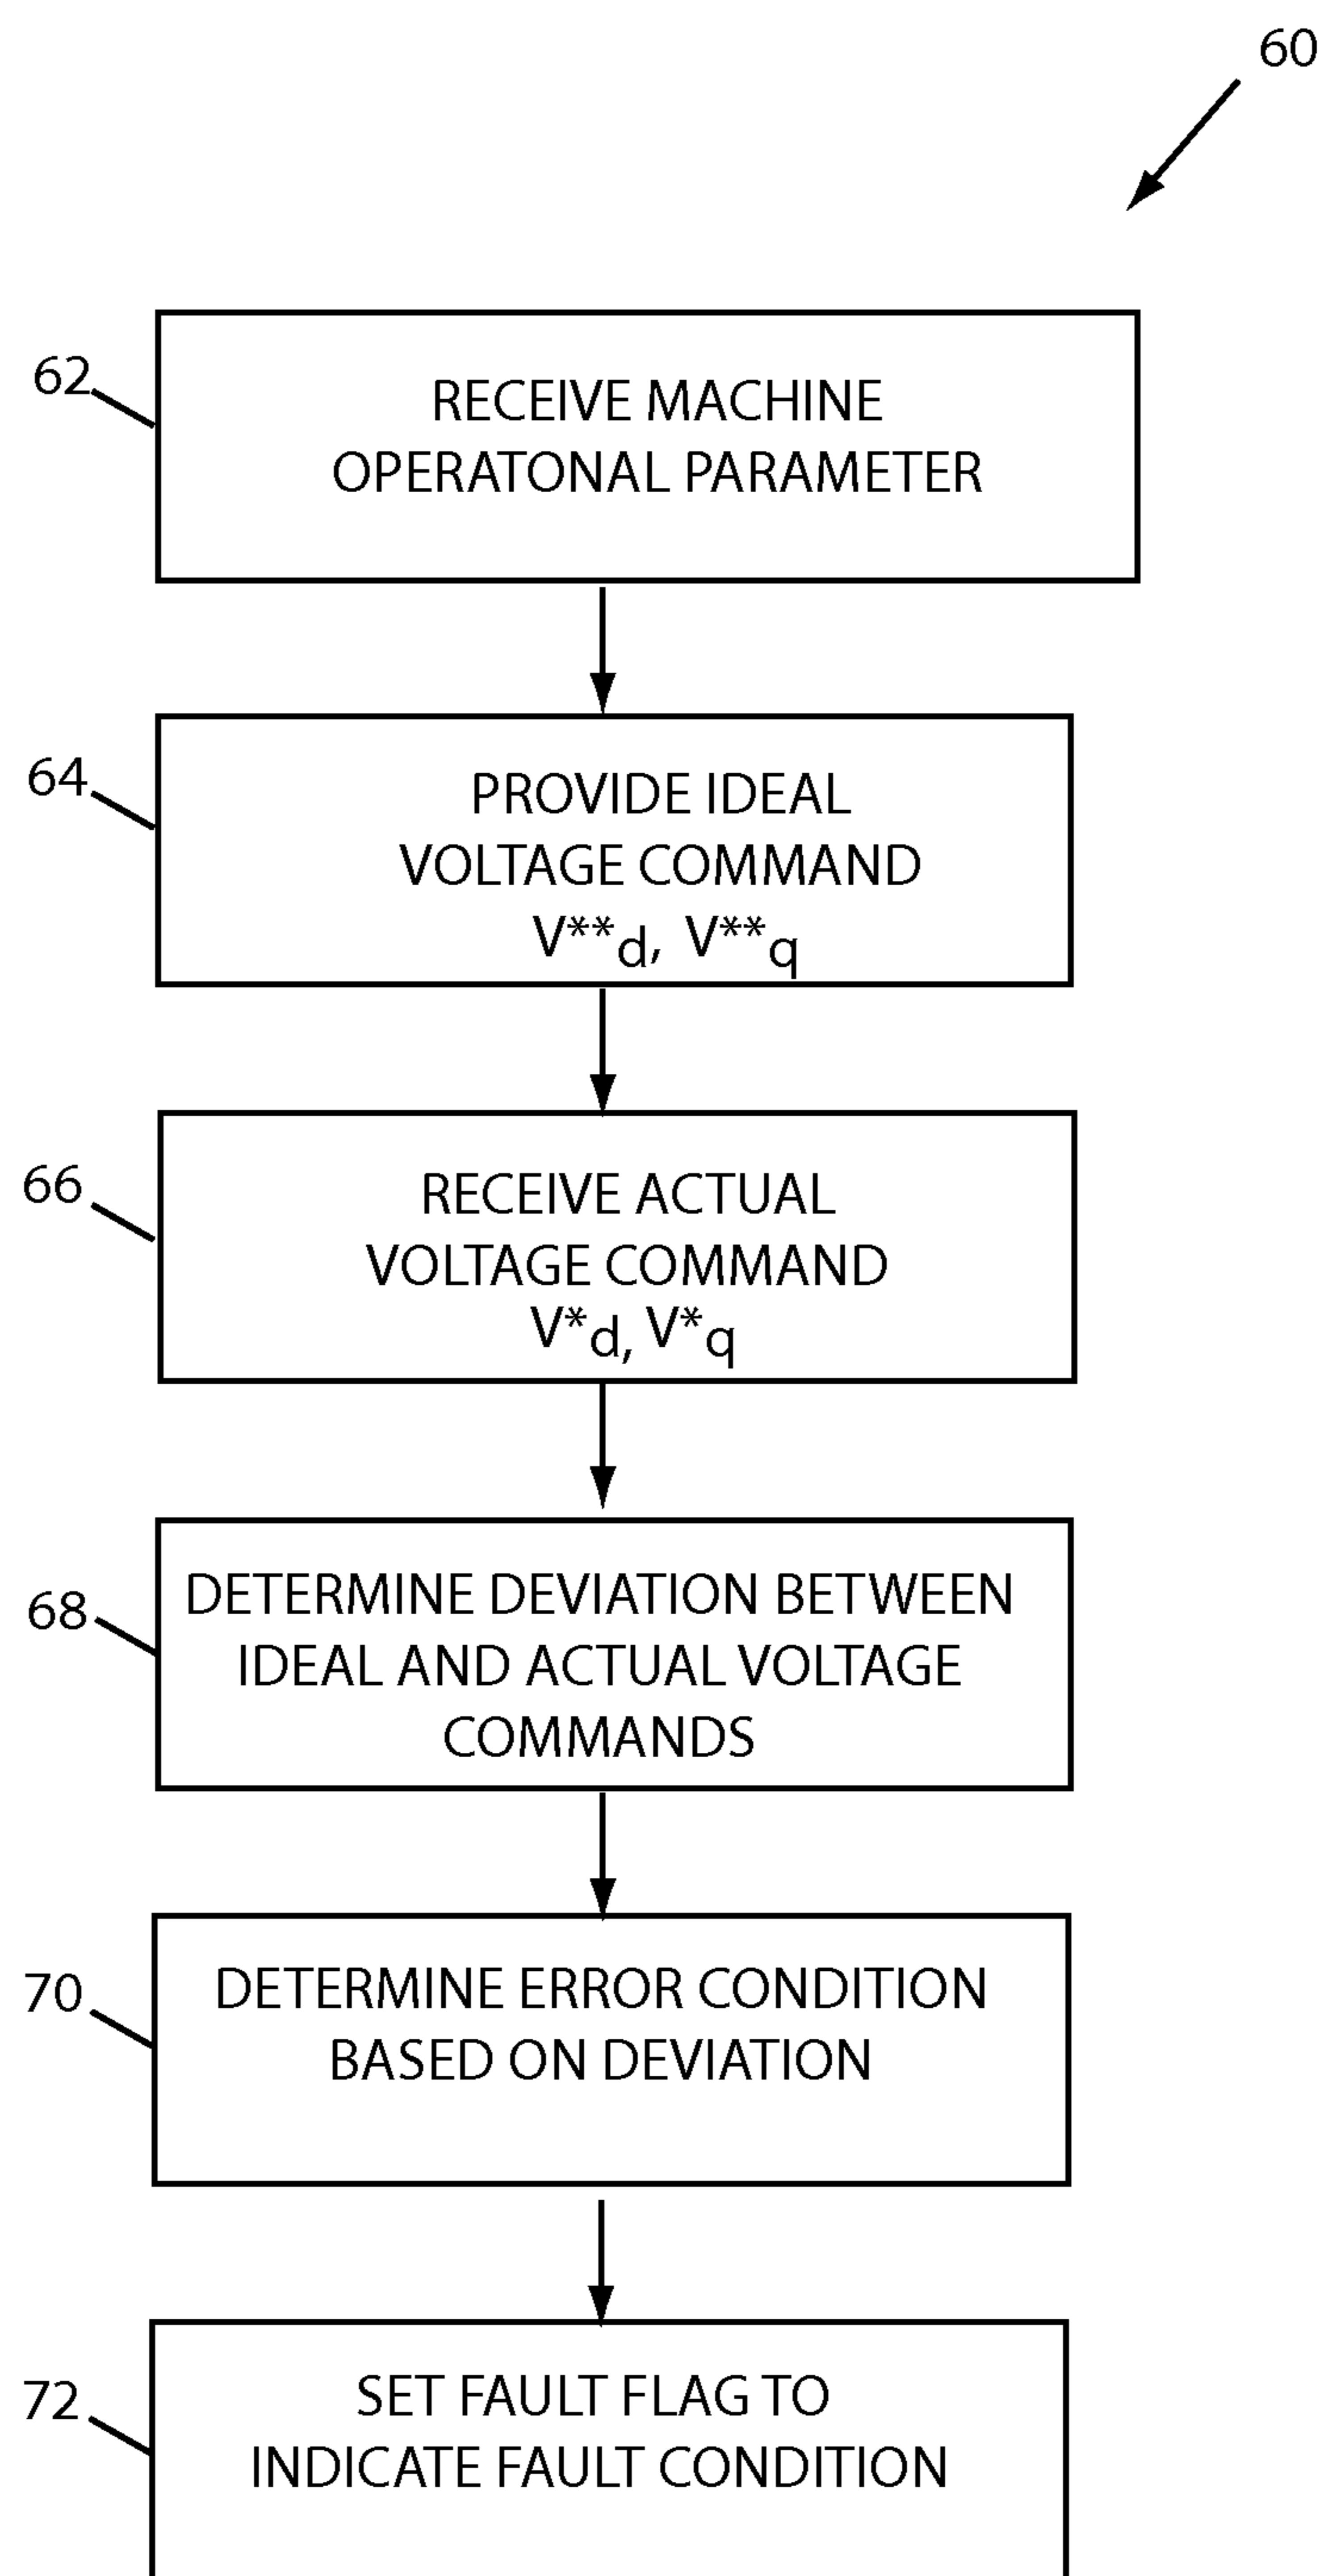 60
62
RECEIVE MACHINE
OPERATONAL PARAMETER
64
PROVIDE IDEAL
VOLTAGE COMMAND
V**d, V**q
66
RECEIVE ACTUAL
VOLTAGE COMMAND
V*d, V*q
68
DETERMINE DEVIATION BETWEEN
IDEAL AND ACTUAL VOLTAGE
COMMANDS
70
DETERMINE ERROR CONDITION
BASED ON DEVIATION
72
SET FAULT FLAG TO
INDICATE FAULT CONDITION